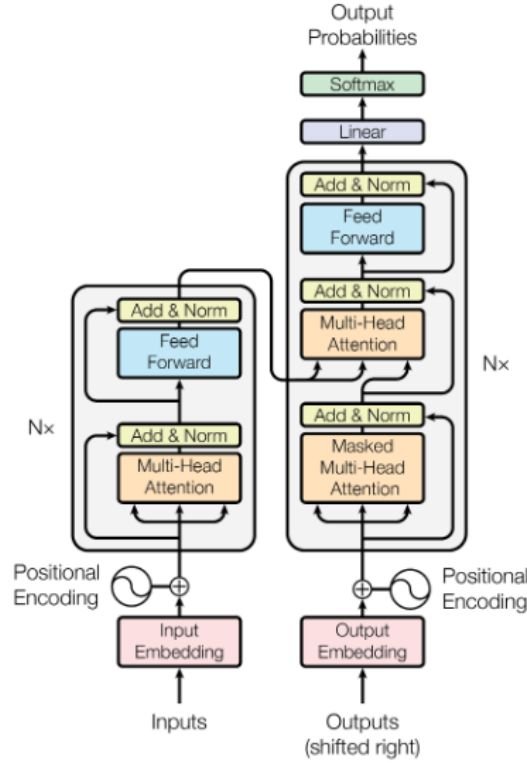 Output
Probabilities
Softmax
Linear
Add & Norm
Feed
Forward
Add & Norm
Multi-Head
Attention
Add & Norm
Masked
Multi-Head
Attention
N×
Add & Norm
Feed
Forward
Add & Norm
Multi-Head
Attention
N×
Positional
Encoding
Positional
Encoding
Input
Embedding
Output
Embedding
Inputs
Outputs
(shifted right)